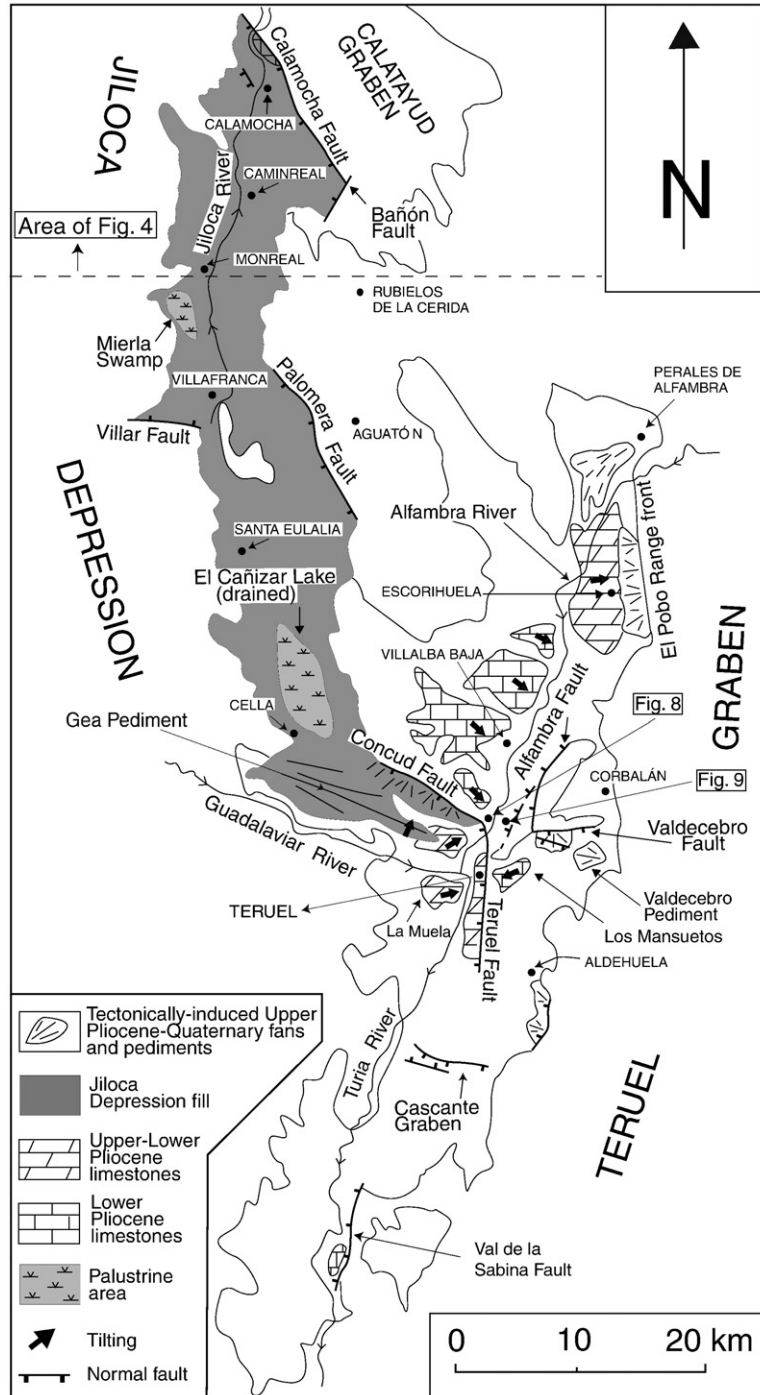 JILOCA
Calamocha Fault
CALATAYUD
GRABEN
N
CALAMOCHA
Jiloca River
CAMINREAL
Bañón
Fault
Area of Fig. 4
MONREAL
RUBIELOS
DE LA CERIDA
Mierla
Swamp
VILLAFRANCA
Palomera
Fault
PERALES DE
ALFAMBRA
Villar Fault
AGUATÓN
DEPRESSION
Alfambra River
El Pobo Range front
SANTA EULALIA
El Cañizar Lake
(drained)
ESCORIHUELA
VILLALBA BAJA
GRABEN
Fig. 8
CELLA
Gea Pediment
Concud Fault
Alfambra Fault
CORBALÁN
Fig. 9
Guadalaviar River
Valdecebro
Fault
TERUEL
La Muela
Teruel Fault
Valdecebro
Pediment
Los Mansuetos
ALDEHUELA
Turia River
Cascante
Graben
TERUEL
Val de la
Sabina Fault
Tectonically-induced Upper
Pliocene-Quaternary fans
and pediments
Jiloca
Depression fill
Upper-Lower
Pliocene
limestones
Lower
Pliocene
limestones
Palustrine
area
Tilting
Normal fault
0 10 20 km